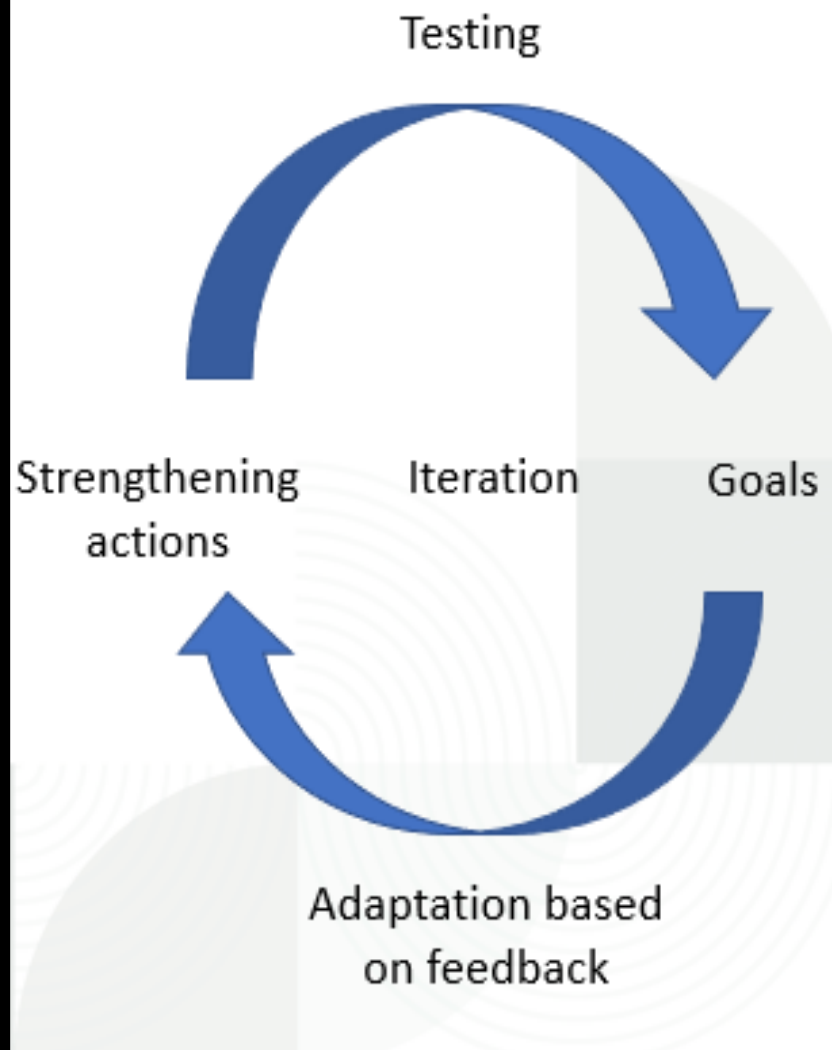 Testing
Strengthening
actions
Iteration
Goals
Adaptation based
on feedback